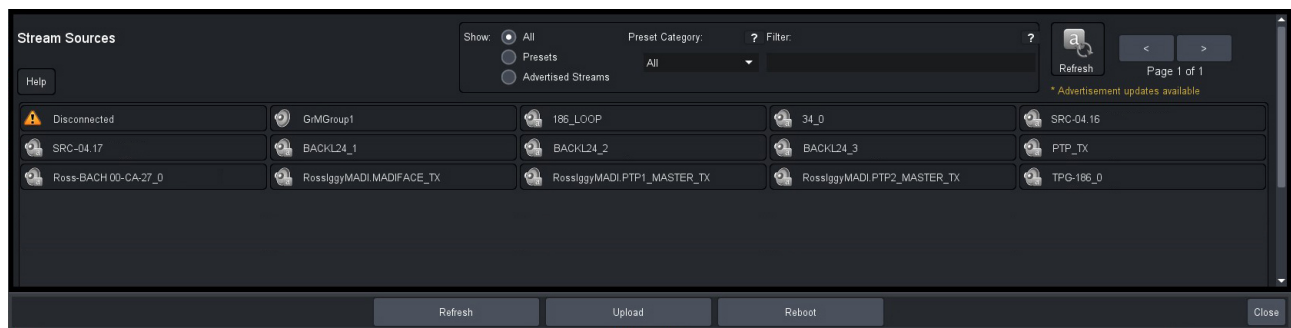 Stream Sources
Show: All Preset Category: ? Filter: ?
Presets
All
Advertised Streams
Help
a
Refresh
< >
Page 1 of 1
* Advertisement updates available
Disconnected GrMGroup1 186_LOOP 34_0 SRC-04.16
SRC-04.17 BACKL24_1 BACKL24_2 BACKL24_3 PTP_TX
Ross-BACH 00-CA-27_0 RossIggyMADI.MADIFACE_TX RossIggyMADI.PTP1_MASTER_TX RossIggyMADI.PTP2_MASTER_TX TPG-186_0
Refresh Upload Reboot Close